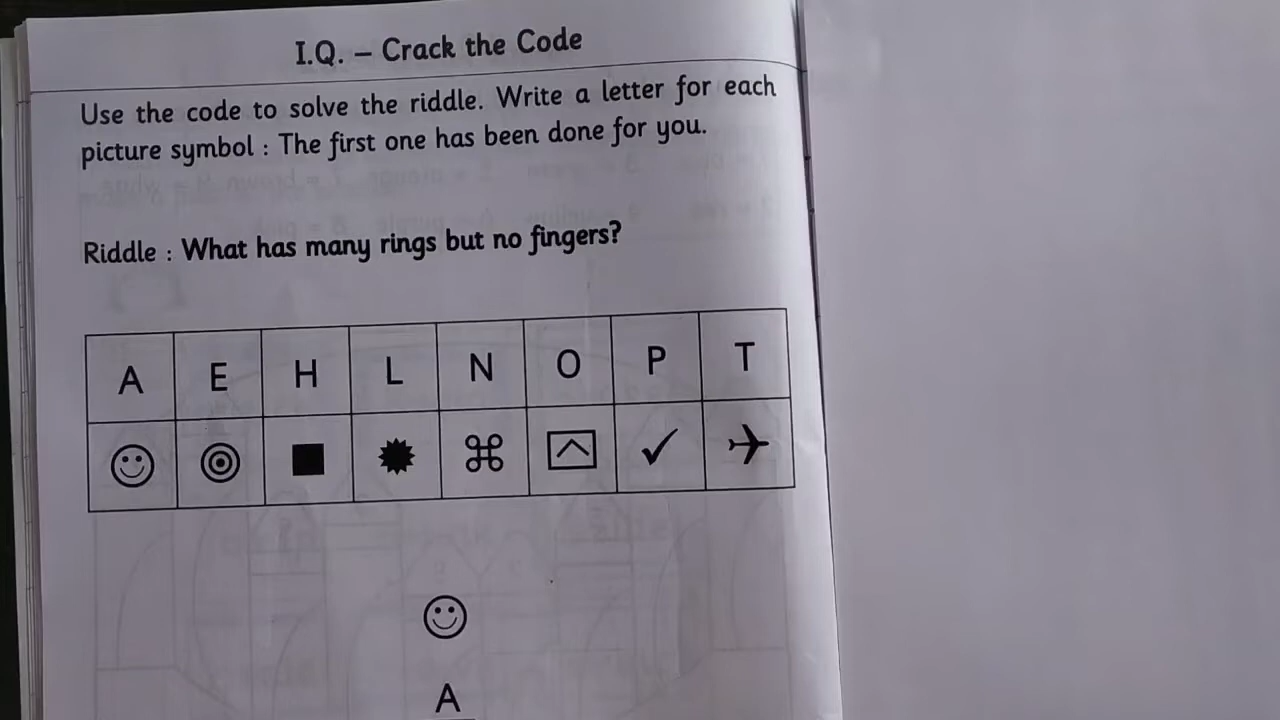 I.Q. – Crack the Code
Use the code to solve the riddle. Write a letter for each
picture symbol : The first one has been done for you.
Riddle : What has many rings but no fingers?
A E H L N O P T
A